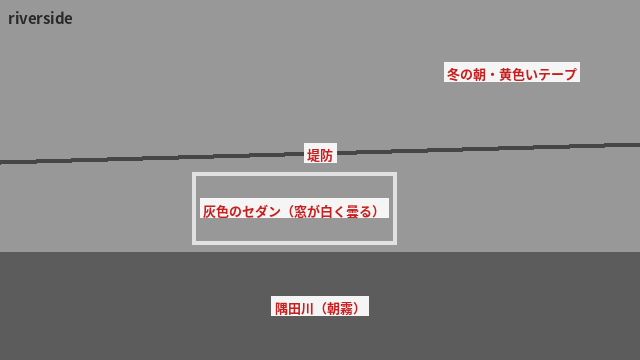 riverside
冬の朝・黄色いテープ
堤防
灰色のセダン（窓が白く曇る）
隅田川（朝霧）